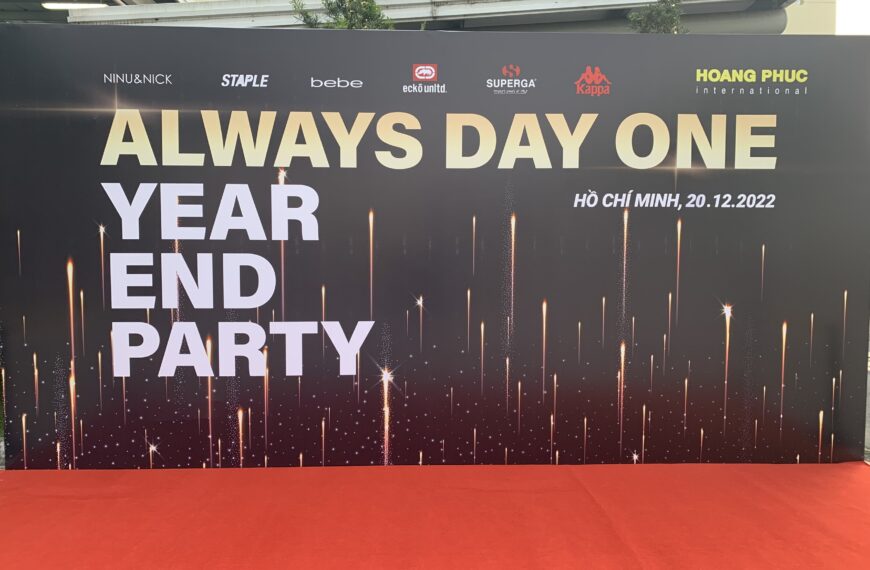 NINU&NICK STAPLE bebe eckō unltd. SUPERGA Kappa HOANG PHUC
international
ALWAYS DAY ONE
YEAR
HỒ CHÍ MINH, 20.12.2022
END
PARTY